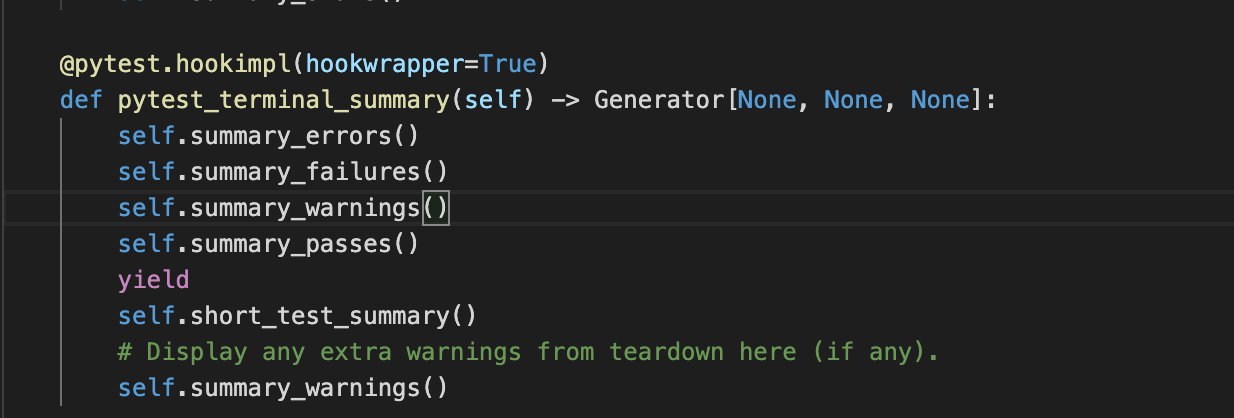 @pytest.hookimpl(hookwrapper=True)
def pytest_terminal_summary(self) -> Generator[None, None, None]:
    self.summary_errors()
    self.summary_failures()
    self.summary_warnings()
    self.summary_passes()
    yield
    self.short_test_summary()
    # Display any extra warnings from teardown here (if any).
    self.summary_warnings()